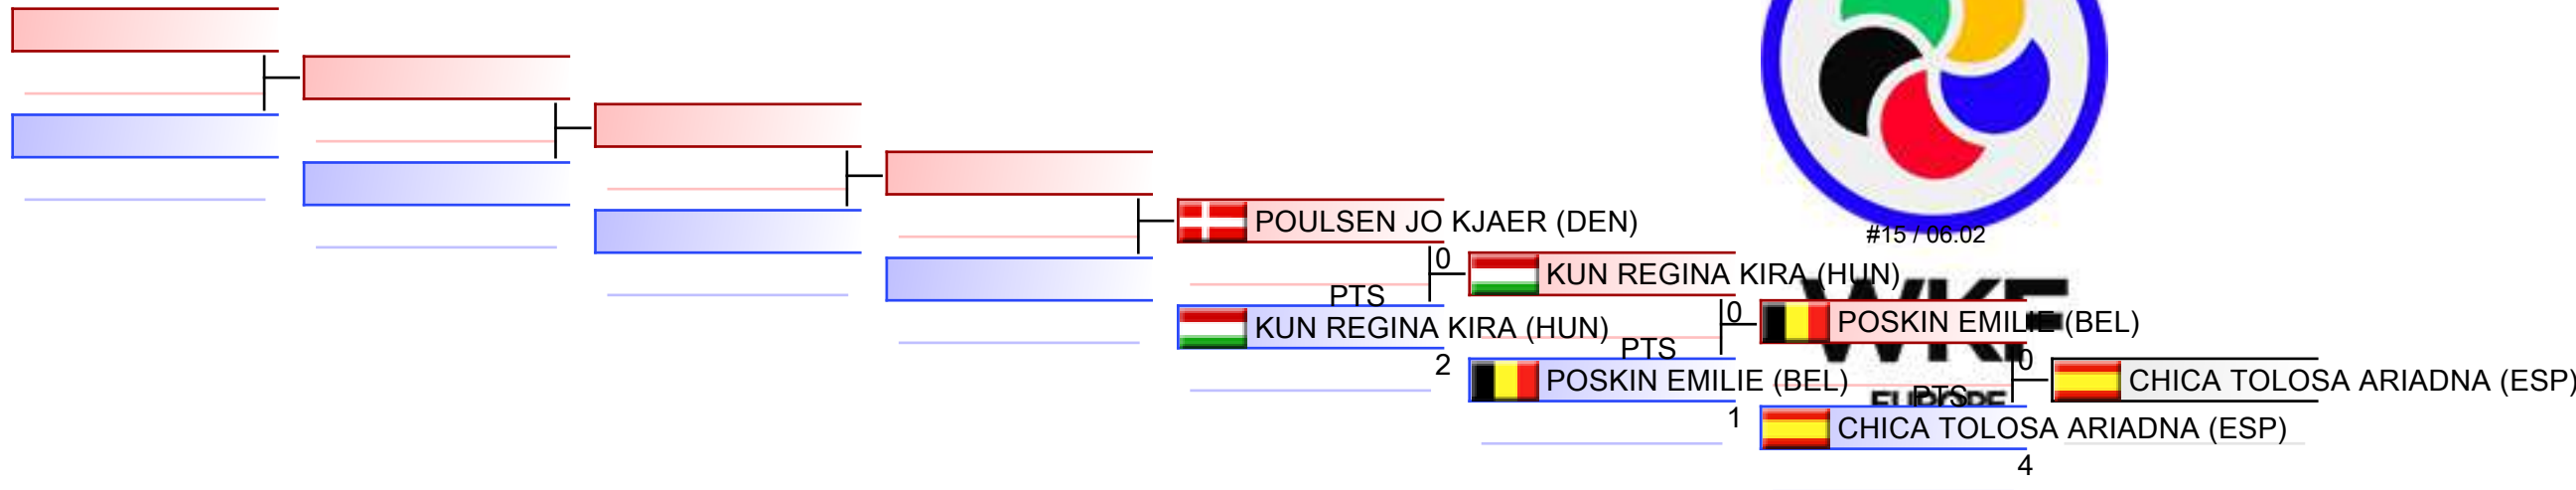 POULSEN JO KJAER (DEN)
0
PTS
KUN REGINA KIRA (HUN)
2
#15 / 06.02
WKF
EUROPE
KUN REGINA KIRA (HUN)
0
PTS
POSKIN EMILIE (BEL)
1
POSKIN EMILIE (BEL)
0
PTS
CHICA TOLOSA ARIADNA (ESP)
4
CHICA TOLOSA ARIADNA (ESP)